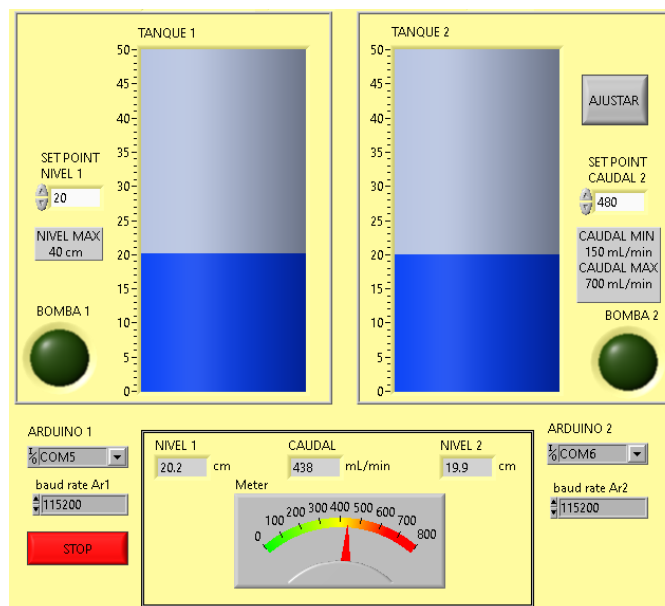 TANQUE 1
50
45
40
35
30
25
20
15
10
5
0
SET POINT
NIVEL 1
20
NIVEL MAX
40 cm
BOMBA 1
TANQUE 2
50
45
40
35
30
25
20
15
10
5
0
AJUSTAR
SET POINT
CAUDAL 2
480
CAUDAL MIN
150 mL/min
CAUDAL MAX
700 mL/min
BOMBA 2
ARDUINO 1
I/O COM5
baud rate Ar1
115200
STOP
NIVEL 1
20.2 cm
CAUDAL
438 mL/min
NIVEL 2
19.9 cm
Meter
0 100 200 300 400 500 600 700 800
ARDUINO 2
I/O COM6
baud rate Ar2
115200